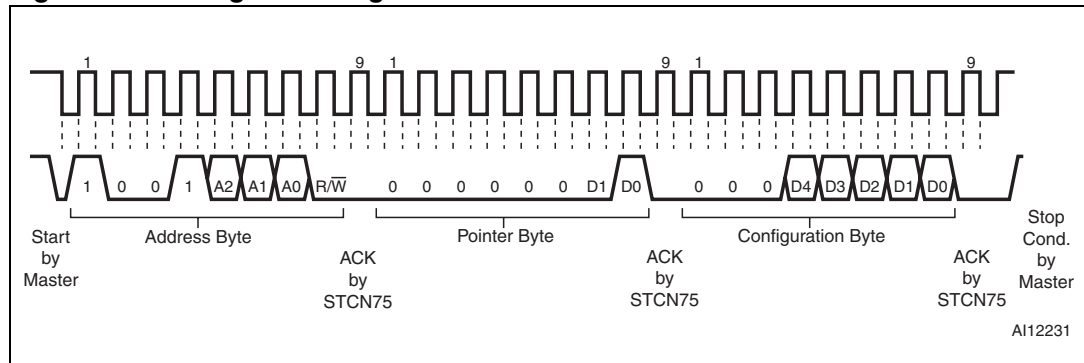 1 9 1 9 1 9
1 0 0 1 A2 A1 A0 R/W̅ 0 0 0 0 0 0 D1 D0 0 0 0 D4 D3 D2 D1 D0
Start
by
Master
Address Byte
ACK
by
STCN75
Pointer Byte
ACK
by
STCN75
Configuration Byte
ACK
by
STCN75
Stop
Cond.
by
Master
AI12231